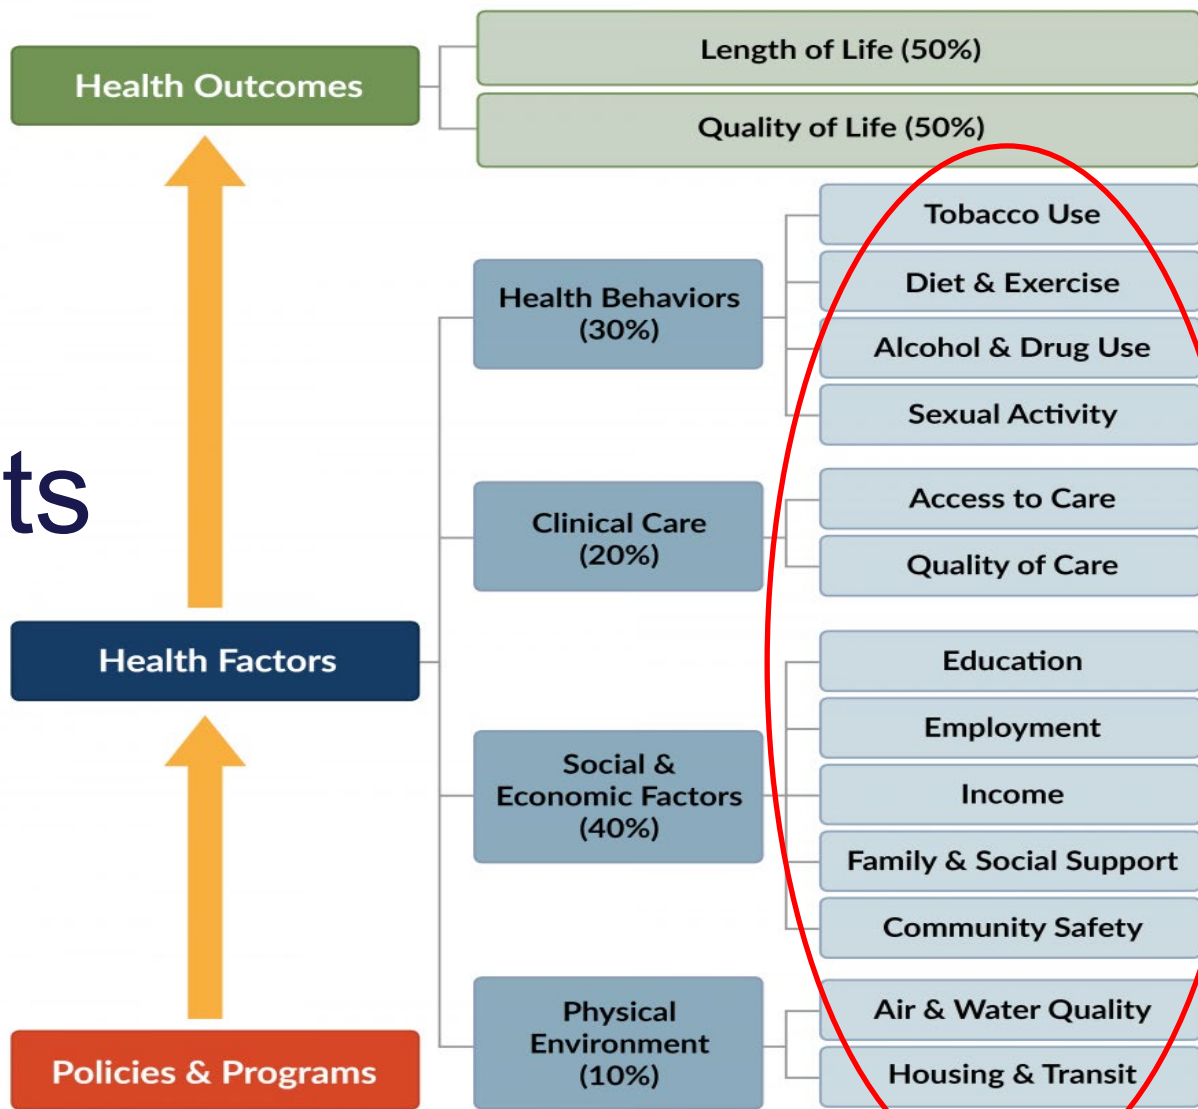 Health Outcomes
Length of Life (50%)
Quality of Life (50%)
Tobacco Use
Health Behaviors
(30%)
Diet & Exercise
Alcohol & Drug Use
Sexual Activity
ts
Clinical Care
(20%)
Access to Care
Quality of Care
Health Factors
Social &
Economic Factors
(40%)
Education
Employment
Income
Family & Social Support
Community Safety
Policies & Programs
Physical
Environment
(10%)
Air & Water Quality
Housing & Transit